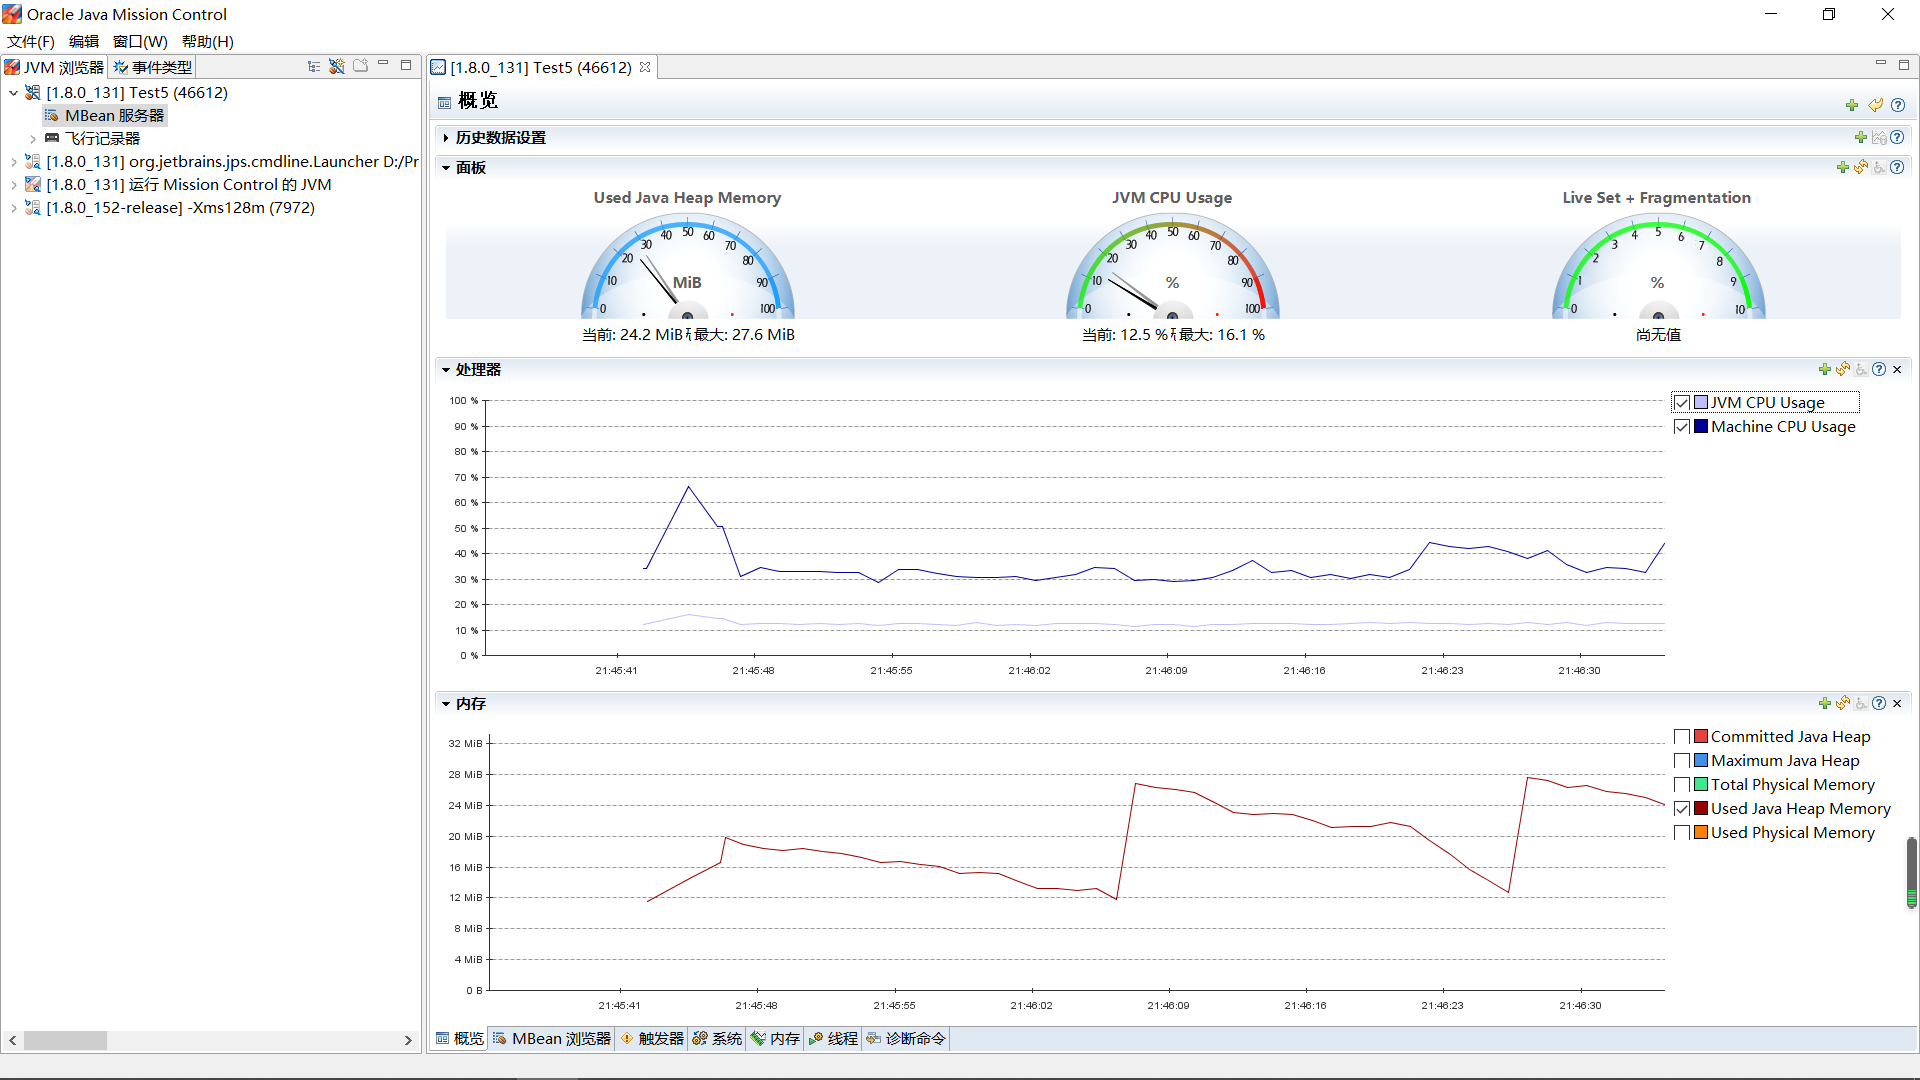 Oracle Java Mission Control
文件(F) 编辑 窗口(W) 帮助(H)
JVM 浏览器 事件类型
[1.8.0_131] Test5 (46612)
MBean 服务器
飞行记录器
[1.8.0_131] org.jetbrains.jps.cmdline.Launcher D:/Pr
[1.8.0_131] 运行 Mission Control 的 JVM
[1.8.0_152-release] -Xms128m (7972)
[1.8.0_131] Test5 (46612)
概览
历史数据设置
面板
Used Java Heap Memory
0 10 20 30 40 50 60 70 80 90 100
MiB
当前: 24.2 MiB 最大: 27.6 MiB
JVM CPU Usage
0 10 20 30 40 50 60 70 80 90 100
%
当前: 12.5 % 最大: 16.1 %
Live Set + Fragmentation
0 1 2 3 4 5 6 7 8 9 10
%
尚无值
处理器
100 %
90 %
80 %
70 %
60 %
50 %
40 %
30 %
20 %
10 %
0 %
21:45:41 21:45:48 21:45:55 21:46:02 21:46:09 21:46:16 21:46:23 21:46:30
JVM CPU Usage
Machine CPU Usage
内存
32 MiB
28 MiB
24 MiB
20 MiB
16 MiB
12 MiB
8 MiB
4 MiB
0 B
21:45:41 21:45:48 21:45:55 21:46:02 21:46:09 21:46:16 21:46:23 21:46:30
Committed Java Heap
Maximum Java Heap
Total Physical Memory
Used Java Heap Memory
Used Physical Memory
概览 MBean 浏览器 触发器 系统 内存 线程 诊断命令